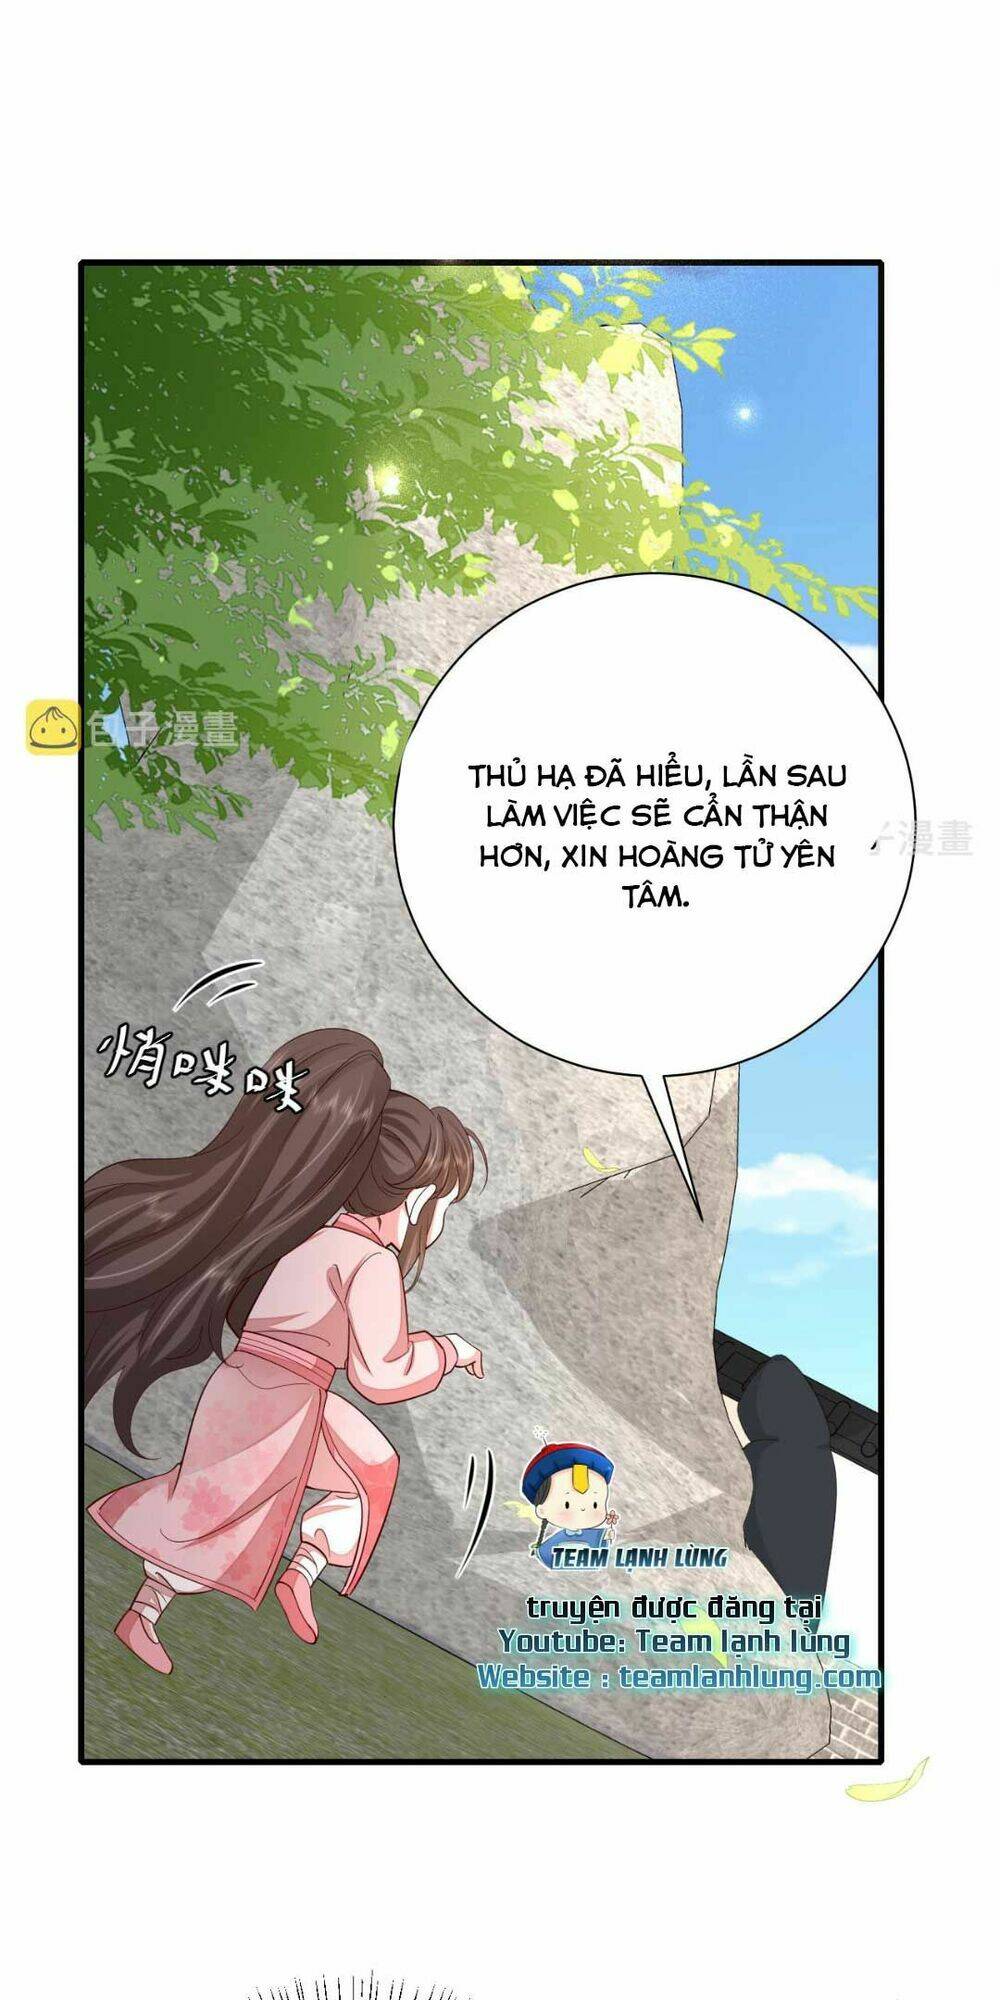 包子漫畫
THỦ HẠ ĐÃ HIỂU, LẦN SAU
LÀM VIỆC SẼ CẨN THẬN
HƠN, XIN HOÀNG TỬ YÊN
TÂM.
子漫畫
悄咪咪
TEAM LẠNH LÙNG
truyện được đăng tại
Youtube: Team lạnh lùng
Website : teamlanhlung.com